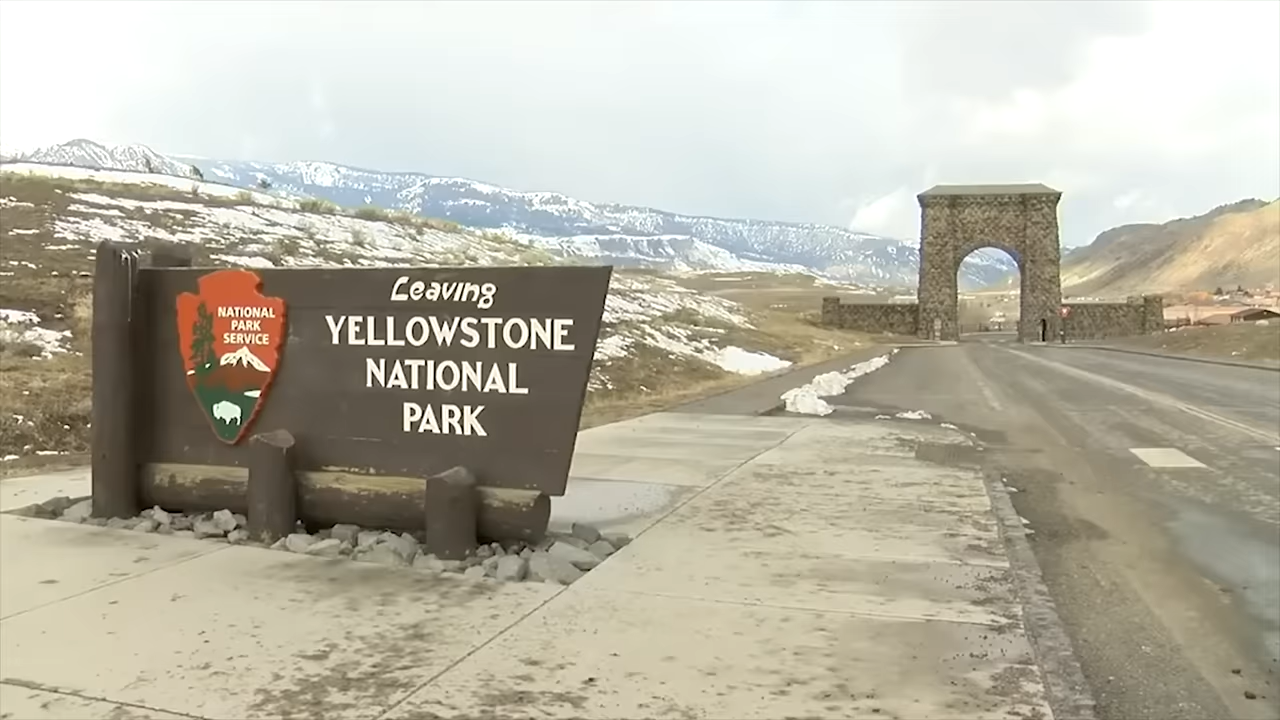 NATIONAL
PARK
SERVICE
Leaving
YELLOWSTONE
NATIONAL
PARK